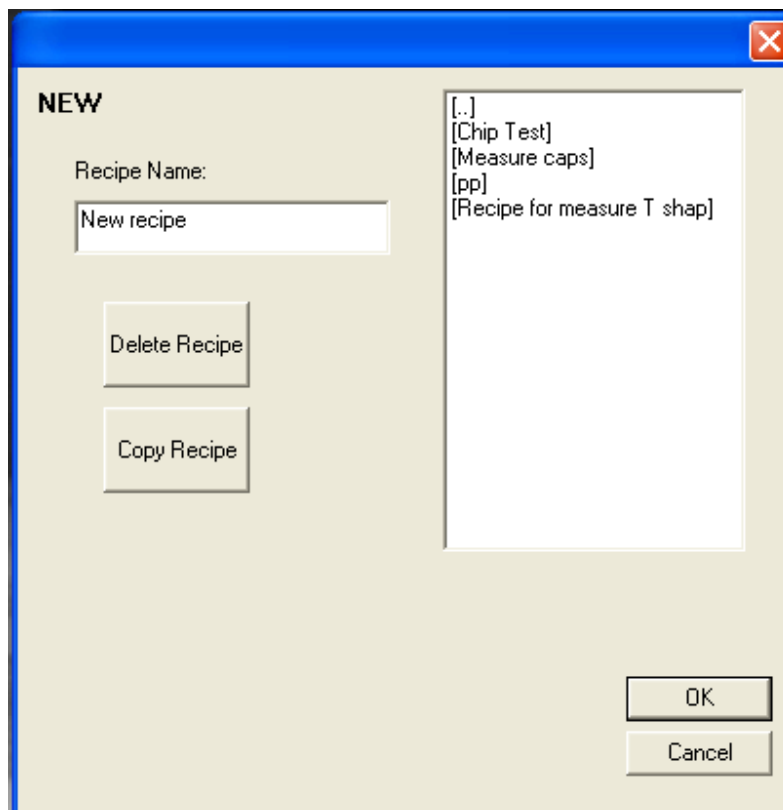 NEW
Recipe Name:
New recipe
Delete Recipe
Copy Recipe
[..]
[Chip Test]
[Measure caps]
[pp]
[Recipe for measure T shap]
OK
Cancel